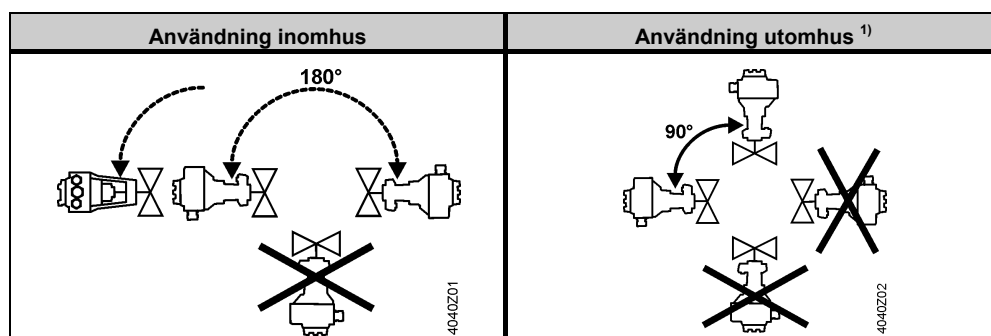 Användning inomhus
Användning utomhus ¹⁾
180°
4040Z01
90°
4040Z02